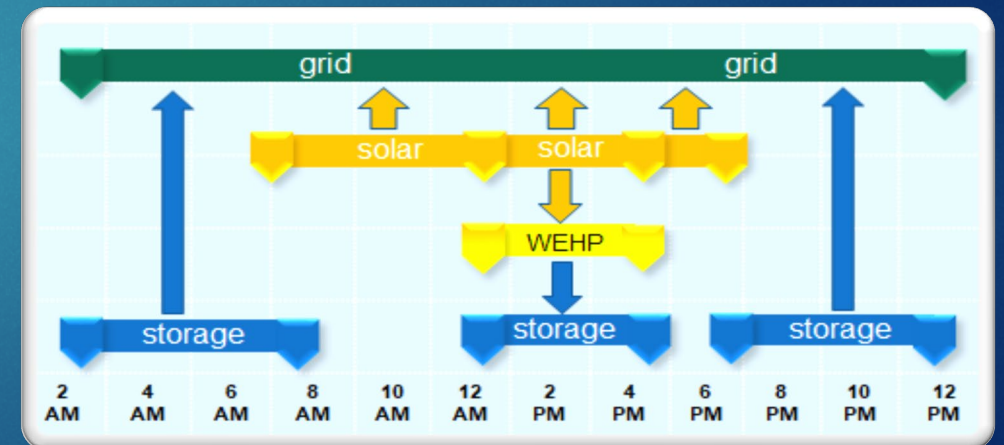 grid grid
solar solar
WEHP
storage storage storage
2 4 6 8 10 12 2 4 6 8 10 12
AM AM AM AM AM AM PM PM PM PM PM PM